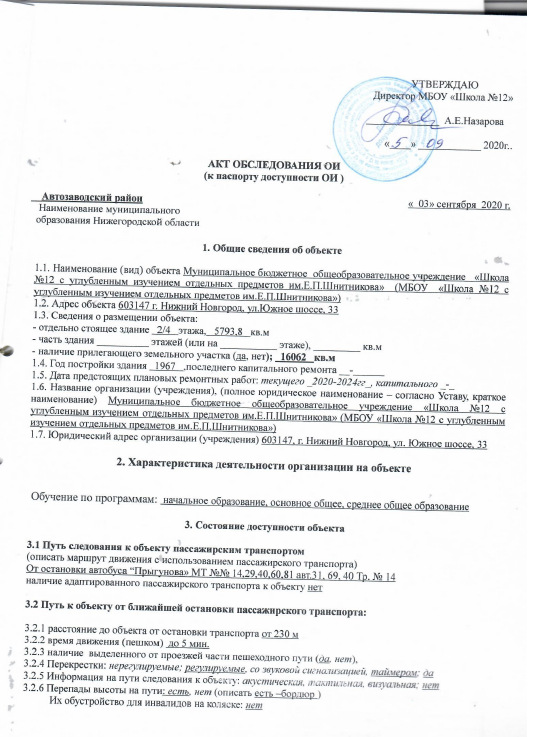 УТВЕРЖДАЮ
Директор МБОУ «Школа №12»
А.Е.Назарова
« 5 » 09 2020г..
АКТ ОБСЛЕДОВАНИЯ ОИ
(к паспорту доступности ОИ )
Автозаводский район
« 03» сентября 2020 г.
Наименование муниципального
образования Нижегородской области
1. Общие сведения об объекте
1.1. Наименование (вид) объекта Муниципальное бюджетное общеобразовательное учреждение «Школа
№12 с углубленным изучением отдельных предметов им.Е.П.Шнитникова» (МБОУ «Школа №12 с
углубленным изучением отдельных предметов им.Е.П.Шнитникова»)
1.2. Адрес объекта 603147 г. Нижний Новгород, ул.Южное шоссе, 33
1.3. Сведения о размещении объекта:
- отдельно стоящее здание 2/4 этажа, 5793,8 кв.м
- часть здания ___________ этажей (или на ____________ этаже), __________ кв.м
- наличие прилегающего земельного участка (да, нет); 16062 кв.м
1.4. Год постройки здания 1967 ,последнего капитального ремонта __-______
1.5. Дата предстоящих плановых ремонтных работ: текущего _2020-2024гг_, капитального _-_
1.6. Название организации (учреждения), (полное юридическое наименование – согласно Уставу, краткое
наименование) Муниципальное бюджетное общеобразовательное учреждение «Школа №12 с
углубленным изучением отдельных предметов им.Е.П.Шнитникова» (МБОУ «Школа №12 с углубленным
изучением отдельных предметов им.Е.П.Шнитникова»)
1.7. Юридический адрес организации (учреждения) 603147, г. Нижний Новгород, ул. Южное шоссе, 33
2. Характеристика деятельности организации на объекте
Обучение по программам: начальное образование, основное общее, среднее общее образование
3. Состояние доступности объекта
3.1 Путь следования к объекту пассажирским транспортом
(описать маршрут движения с использованием пассажирского транспорта)
От остановки автобуса "Прыгунова" МТ №№ 14,29,40,60,81 авт.31, 69, 40 Тр. № 14
наличие адаптированного пассажирского транспорта к объекту нет
3.2 Путь к объекту от ближайшей остановки пассажирского транспорта:
3.2.1 расстояние до объекта от остановки транспорта от 230 м
3.2.2 время движения (пешком) до 5 мин.
3.2.3 наличие выделенного от проезжей части пешеходного пути (да, нет),
3.2.4 Перекрестки: нерегулируемые; регулируемые, со звуковой сигнализацией, таймером; да
3.2.5 Информация на пути следования к объекту: акустическая, тактильная, визуальная; нет
3.2.6 Перепады высоты на пути: есть, нет (описать есть –бордюр )
Их обустройство для инвалидов на коляске: нет